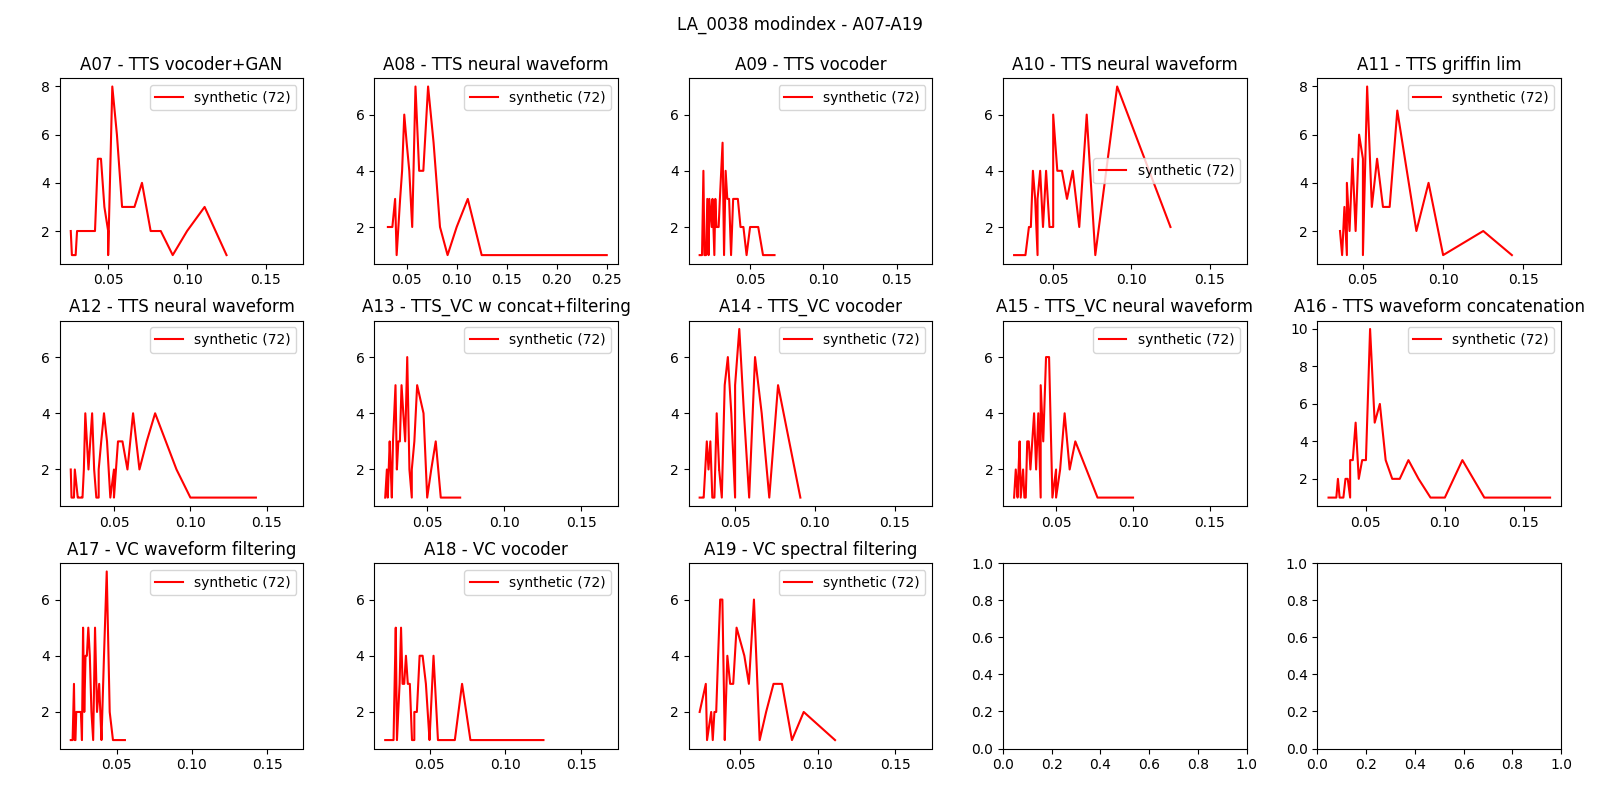 LA_0038 modindex - A07-A19
A07 - TTS vocoder+GAN
synthetic (72)
8
6
4
2
0.05 0.10 0.15
A08 - TTS neural waveform
synthetic (72)
6
4
2
0.05 0.10 0.15 0.20 0.25
A09 - TTS vocoder
synthetic (72)
6
4
2
0.05 0.10 0.15
A10 - TTS neural waveform
synthetic (72)
6
4
2
0.05 0.10 0.15
A11 - TTS griffin lim
synthetic (72)
8
6
4
2
0.05 0.10 0.15
A12 - TTS neural waveform
synthetic (72)
6
4
2
0.05 0.10 0.15
A13 - TTS_VC w concat+filtering
synthetic (72)
6
4
2
0.05 0.10 0.15
A14 - TTS_VC vocoder
synthetic (72)
6
4
2
0.05 0.10 0.15
A15 - TTS_VC neural waveform
synthetic (72)
6
4
2
0.05 0.10 0.15
A16 - TTS waveform concatenation
synthetic (72)
10
8
6
4
2
0.05 0.10 0.15
A17 - VC waveform filtering
synthetic (72)
6
4
2
0.05 0.10 0.15
A18 - VC vocoder
synthetic (72)
6
4
2
0.05 0.10 0.15
A19 - VC spectral filtering
synthetic (72)
6
4
2
0.05 0.10 0.15
1.0
0.8
0.6
0.4
0.2
0.0
0.0 0.2 0.4 0.6 0.8 1.0
1.0
0.8
0.6
0.4
0.2
0.0
0.0 0.2 0.4 0.6 0.8 1.0